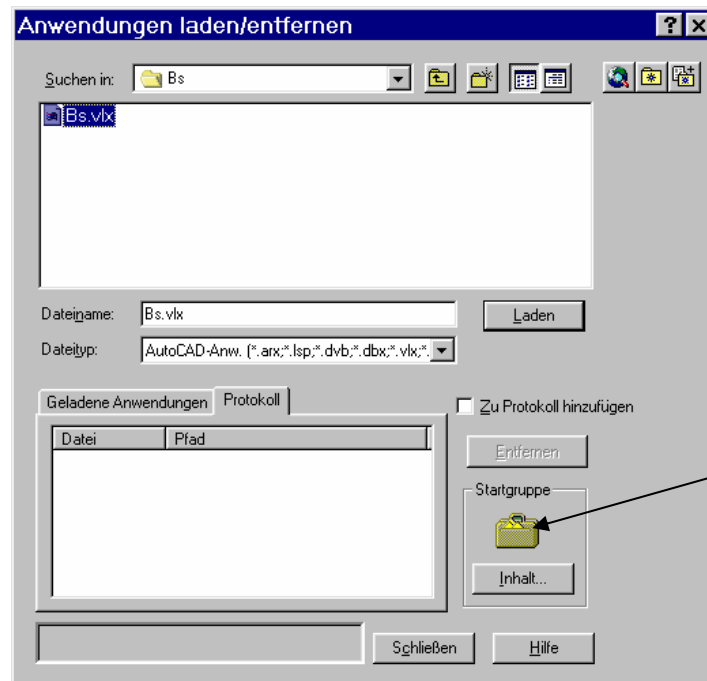 Anwendungen laden/entfernen
Suchen in: Bs
Bs.vlx
Dateiname: Bs.vlx Laden
Dateityp: AutoCAD-Anw. (*.arx;*.lsp;*.dvb;*.dbx;*.vlx;*.
Geladene Anwendungen Protokoll Zu Protokoll hinzufügen
Datei Pfad
Entfernen
Startgruppe
Inhalt...
Schließen Hilfe